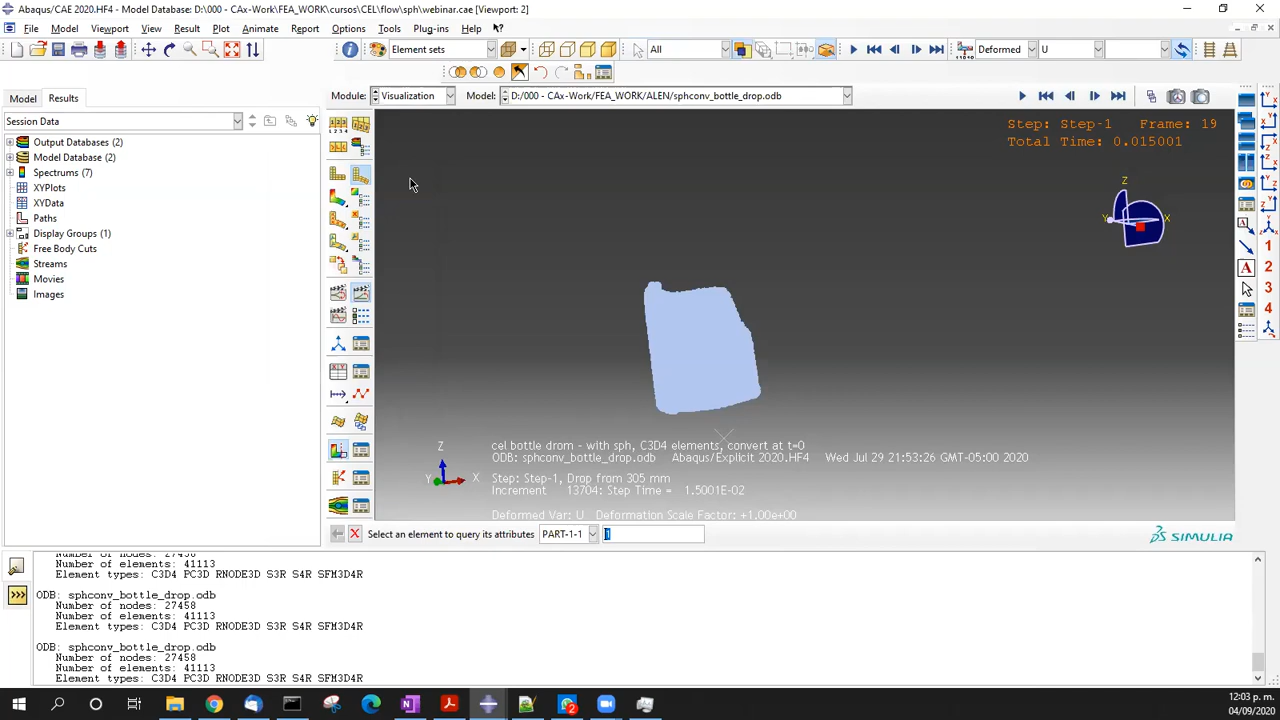 Abaqus/CAE 2020.HF4 - Model Database: D:\000 - CAx-Work\FEA_WORK\cursos\CEL\flow\sph\webinar.cae [Viewport: 2]
File Model Viewport View Result Plot Animate Report Options Tools Plug-ins Help
Element sets All Deformed U
Model Results Module: Visualization Model: D:/000 - CAx-Work/FEA_WORK/ALEN/sphconv_bottle_drop.odb
Session Data
Output Databases (2)
Model Database (2)
Spectrums (7)
XYPlots
XYData
Paths
Display Groups (1)
Free Body Cuts
Streams
Movies
Images
Step: Step-1 Frame: 19
Total Time: 0.015001
Z
Y X
cel bottle drom - with sph, C3D4 elements, convert at t=0
ODB: sphconv_bottle_drop.odb Abaqus/Explicit 2020.HF4 Wed Jul 29 21:53:26 GMT-05:00 2020
Step: Step-1, Drop from 305 mm
Increment 13704: Step Time = 1.5001E-02
Deformed Var: U Deformation Scale Factor: +1.00e+00
Z
Y X
A
A
1
2
3
4
Select an element to query its attributes PART-1-1 1
SIMULIA
Number of nodes: 27458
Number of elements: 41113
Element types: C3D4 PC3D RNODE3D S3R S4R SFM3D4R
ODB: sphconv_bottle_drop.odb
Number of nodes: 27458
Number of elements: 41113
Element types: C3D4 PC3D RNODE3D S3R S4R SFM3D4R
ODB: sphconv_bottle_drop.odb
Number of nodes: 27458
Number of elements: 41113
Element types: C3D4 PC3D RNODE3D S3R S4R SFM3D4R
12:03 p. m.
04/09/2020